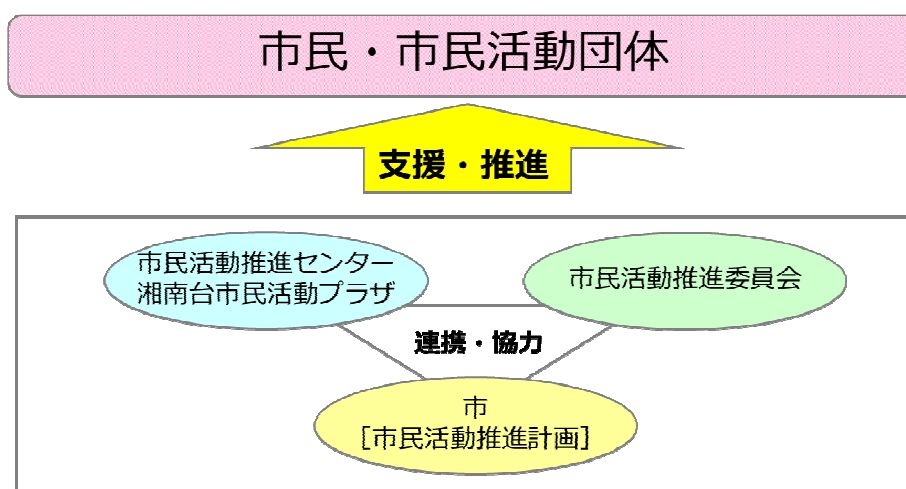 市民・市民活動団体
支援・推進
市民活動推進センター
湘南台市民活動プラザ
市民活動推進委員会
連携・協力
市
［市民活動推進計画］